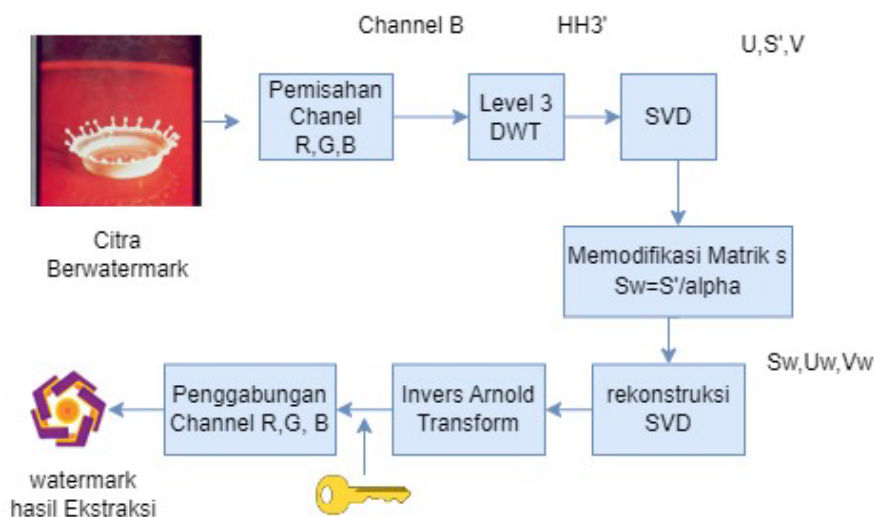 Channel B
HH3'
U,S',V
Pemisahan
Chanel
R,G,B
Level 3
DWT
SVD
Citra
Berwatermark
Memodifikasi Matrik s
Sw=S'/alpha
Sw,Uw,Vw
rekonstruksi
SVD
Invers Arnold
Transform
Penggabungan
Channel R,G, B
watermark
hasil Ekstraksi